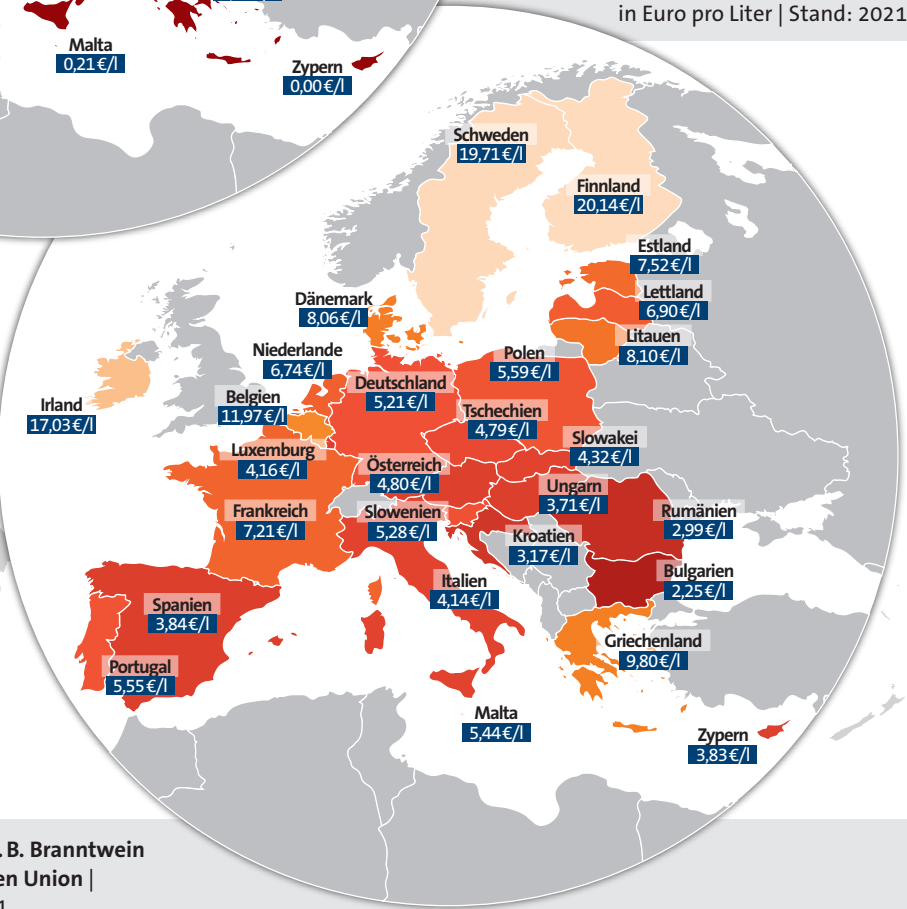 in Euro pro Liter | Stand: 2021
Malta
0,21 €/l
Zypern
0,00 €/l
Schweden
19,71 €/l
Finnland
20,14 €/l
Estland
7,52 €/l
Lettland
6,90 €/l
Dänemark
8,06 €/l
Litauen
8,10 €/l
Niederlande
6,74 €/l
Polen
5,59 €/l
Deutschland
5,21 €/l
Belgien
11,97 €/l
Irland
17,03 €/l
Tschechien
4,79 €/l
Slowakei
4,32 €/l
Luxemburg
4,16 €/l
Österreich
4,80 €/l
Ungarn
3,71 €/l
Frankreich
7,21 €/l
Slowenien
5,28 €/l
Rumänien
2,99 €/l
Kroatien
3,17 €/l
Bulgarien
2,25 €/l
Italien
4,14 €/l
Spanien
3,84 €/l
Griechenland
9,80 €/l
Portugal
5,55 €/l
Malta
5,44 €/l
Zypern
3,83 €/l
. B. Branntwein
en Union |